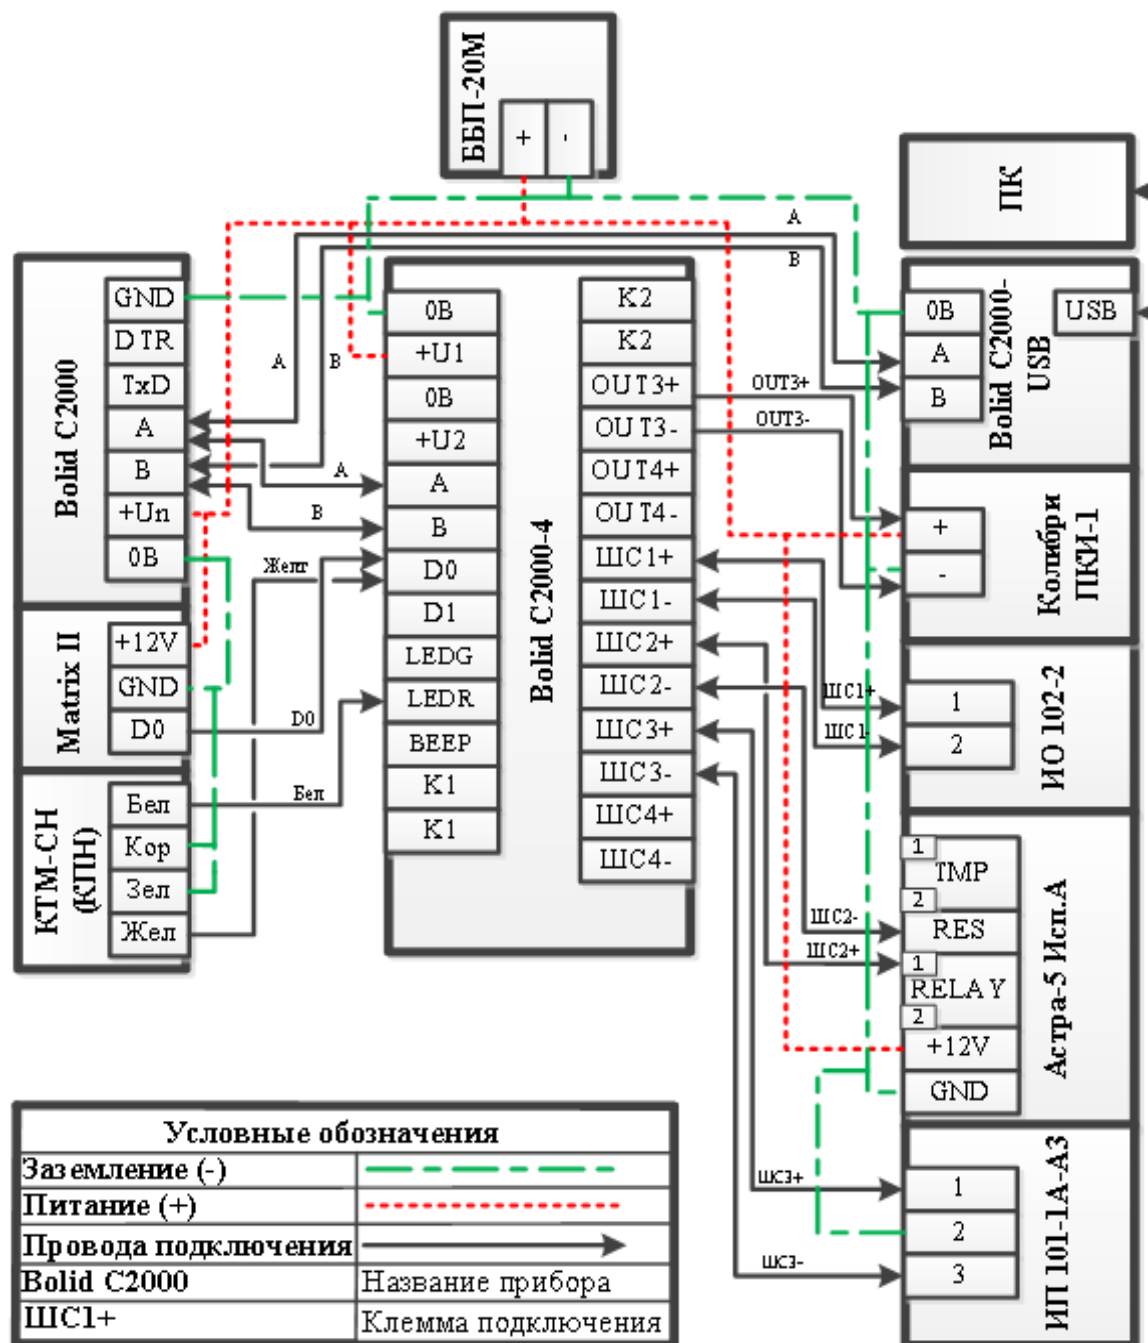 ББП-20М
+
-
ПК
Bolid C2000
GND
DTR
TxD
A
B
+Un
0B
Matrix II
+12V
GND
D0
КТМ-СН
(КПН)
Бел
Кор
Зел
Жел
A
B
A
B
Желт
D0
Бел
Bolid C2000-4
0B
+U1
0B
+U2
A
B
D0
D1
LEDG
LEDR
BEEP
K1
K1
K2
K2
OUT3+
OUT3-
OUT4+
OUT4-
ШС1+
ШС1-
ШС2+
ШС2-
ШС3+
ШС3-
ШС4+
ШС4-
A
B
OUT3+
OUT3-
ШС1+
ШС1-
ШС2-
ШС2+
ШС3+
ШС3-
Bolid C2000-
USB
0B
A
B
USB
Колибри
ПКИ-1
+
-
ИО 102-2
1
2
Астра-5 Исп.А
1
TMP
2
RES
1
RELAY
2
+12V
GND
ИП 101-1А-А3
1
2
3
Условные обозначения
Заземление (-)
Питание (+)
Провода подключения
Bolid C2000 Название прибора
ШС1+ Клемма подключения